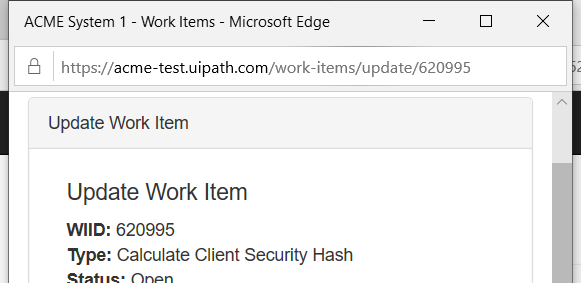 ACME System 1 - Work Items - Microsoft Edge
https://acme-test.uipath.com/work-items/update/620995
Update Work Item
Update Work Item
WIID: 620995
Type: Calculate Client Security Hash
Status: Open